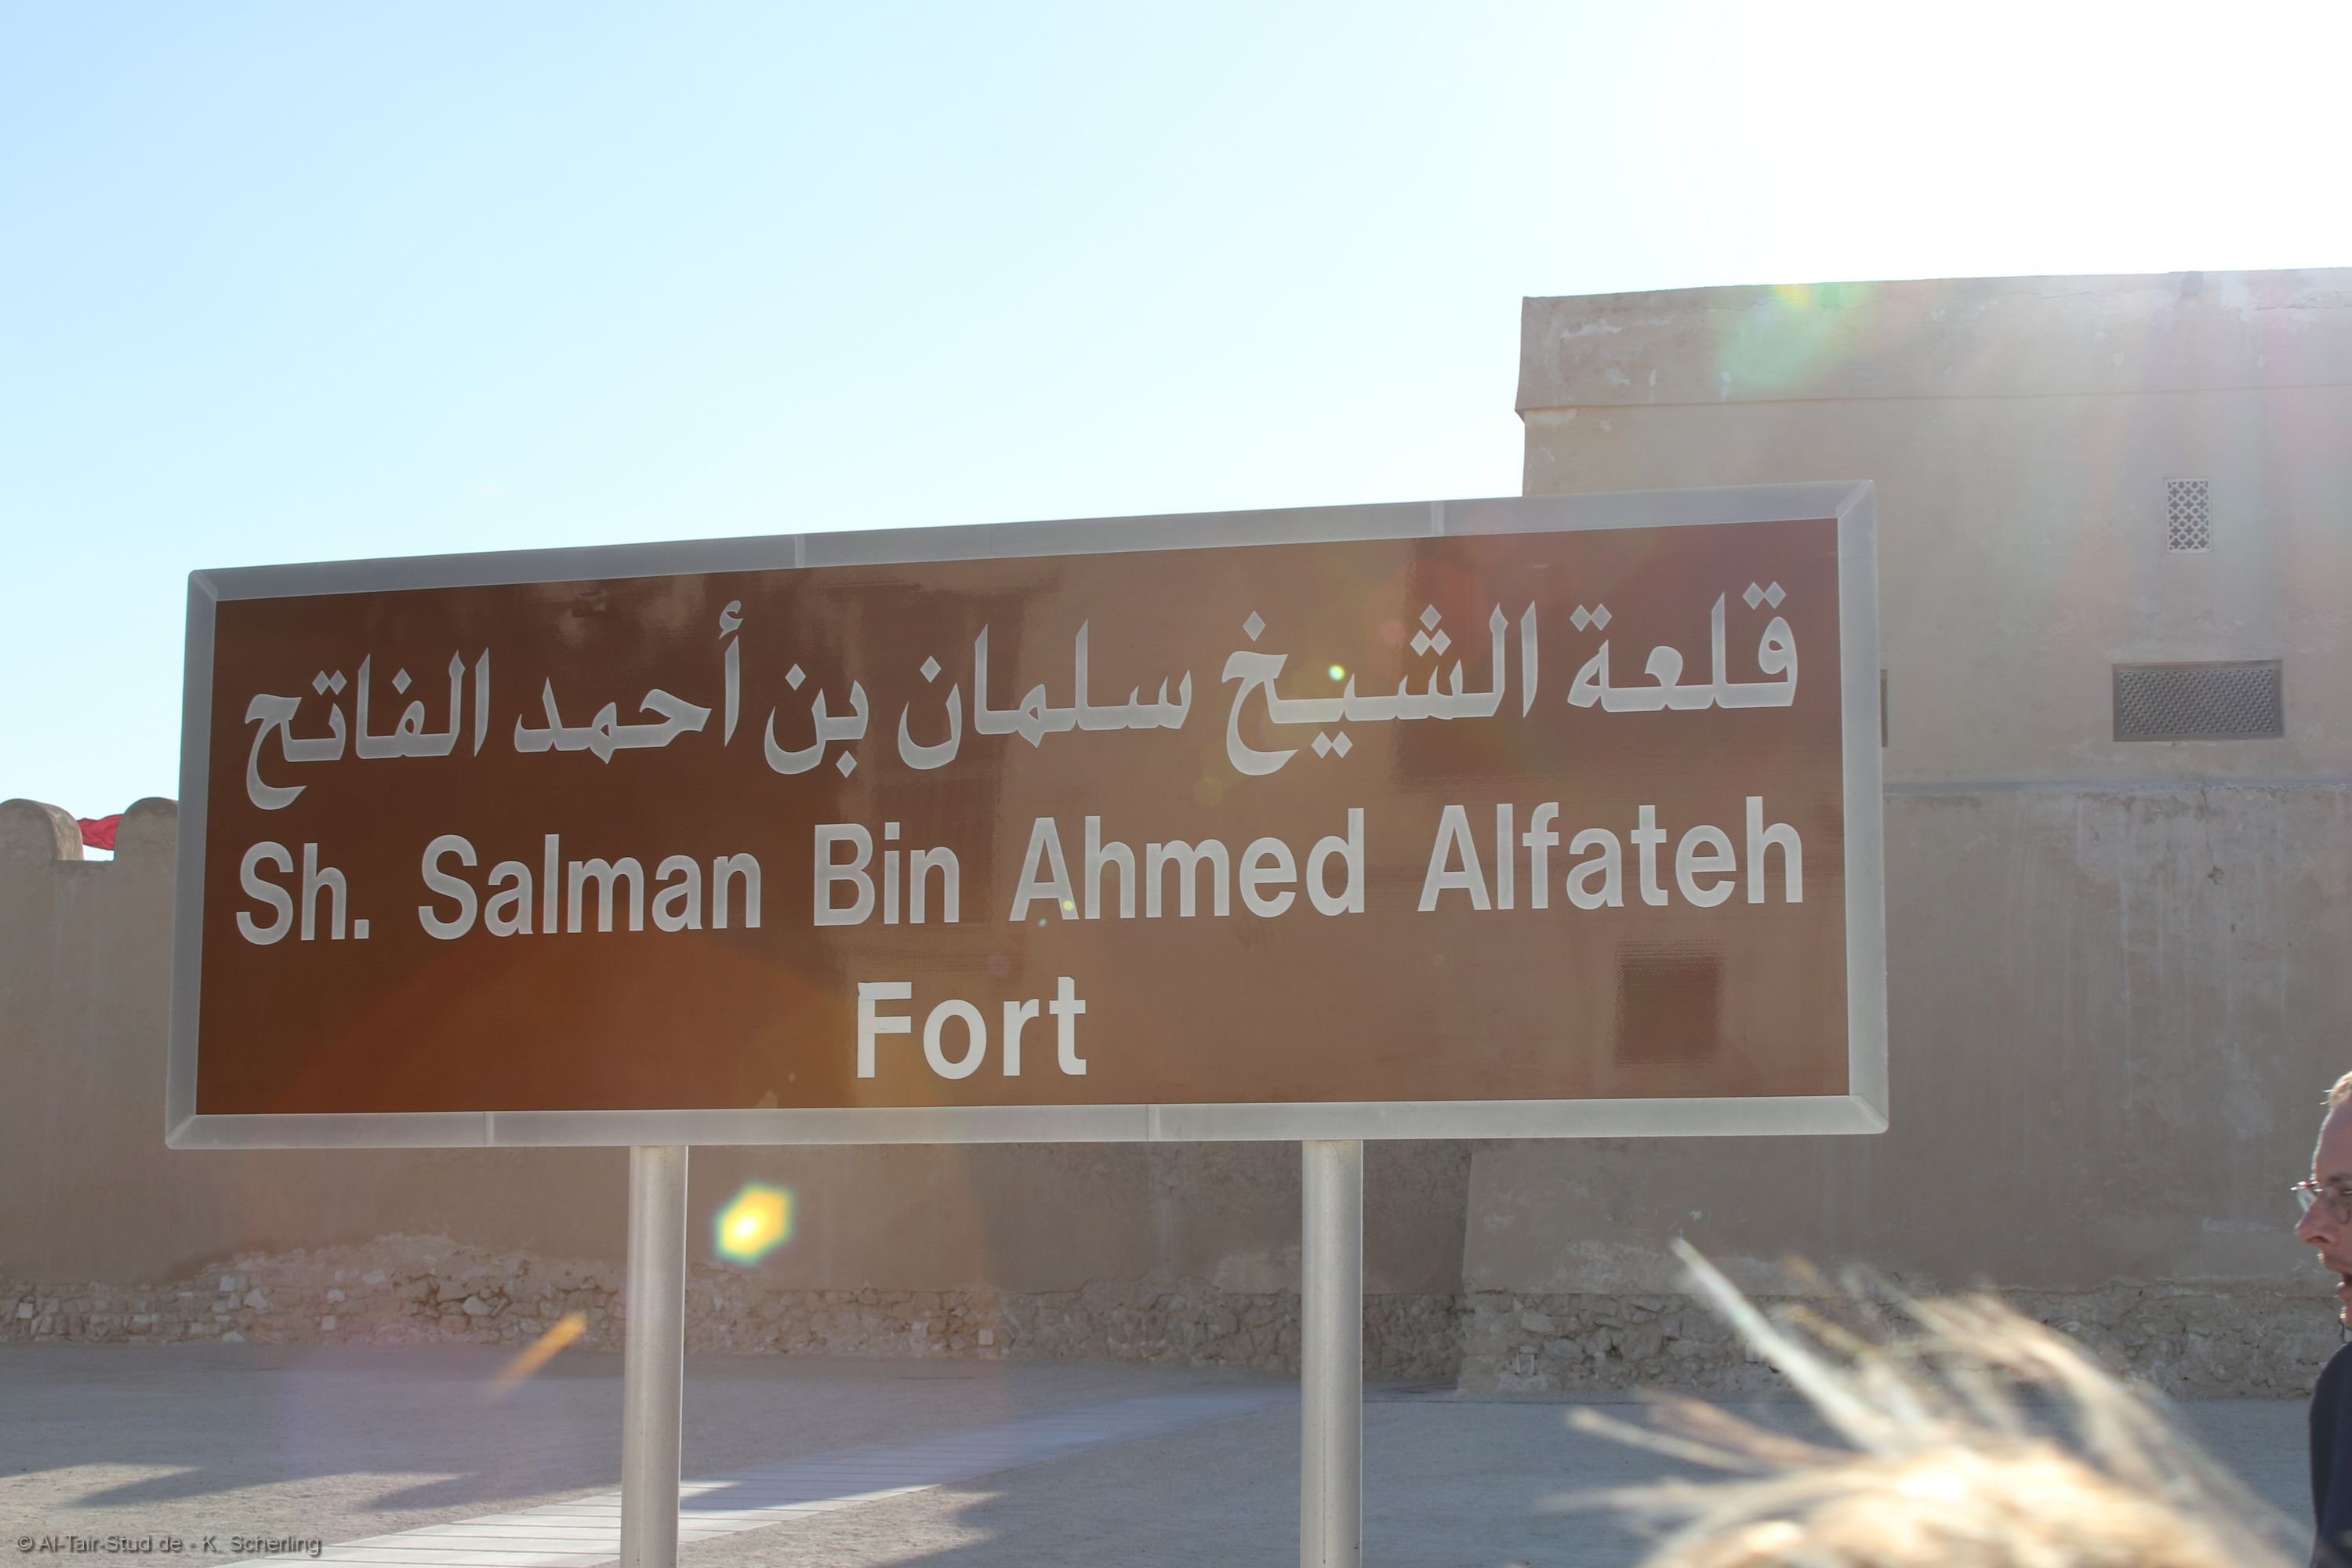 قلعة الشيخ سلمان بن أحمد الفاتح
Sh. Salman Bin Ahmed Alfateh
Fort
© Al-Tair-Stud.de - K. Scherling